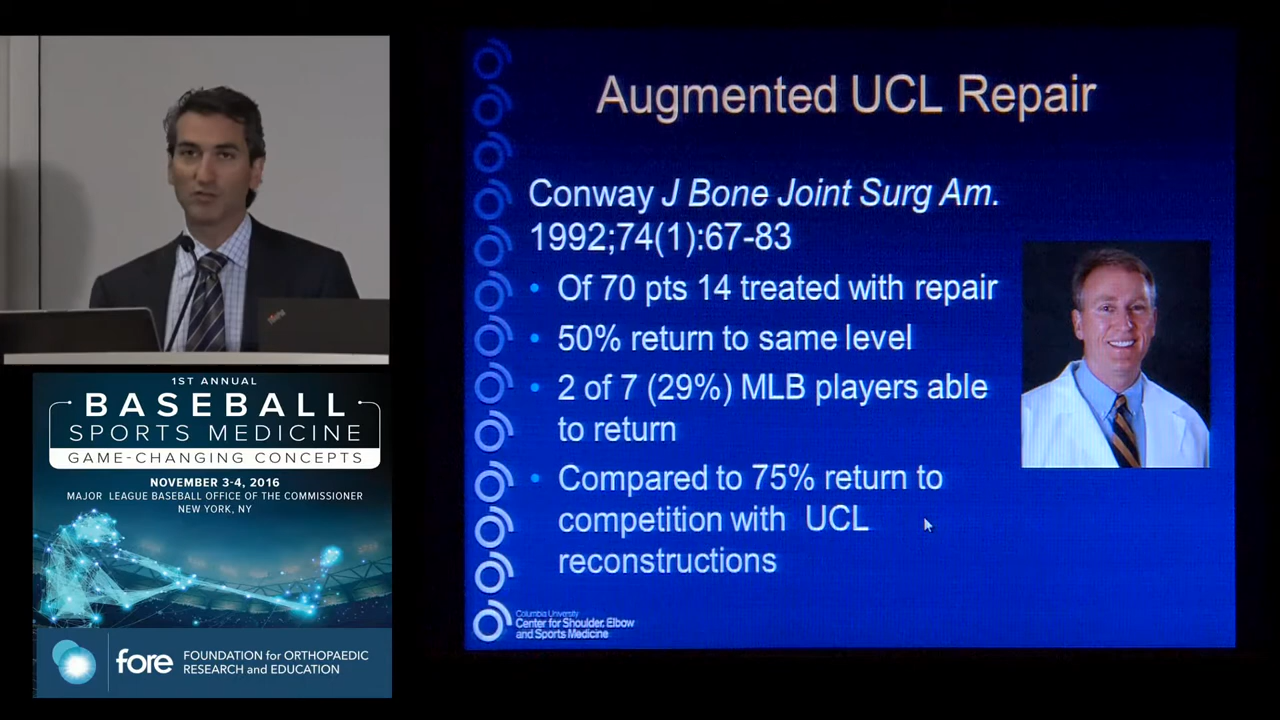 Augmented UCL Repair
Conway J Bone Joint Surg Am.
1992;74(1):67-83
• Of 70 pts 14 treated with repair
• 50% return to same level
• 2 of 7 (29%) MLB players able
to return
• Compared to 75% return to
competition with UCL
reconstructions
Columbia University
Center for Shoulder, Elbow
and Sports Medicine
1ST ANNUAL
BASEBALL
SPORTS MEDICINE
GAME-CHANGING CONCEPTS
NOVEMBER 3-4, 2016
MAJOR LEAGUE BASEBALL OFFICE OF THE COMMISSIONER
NEW YORK, NY
fore
FOUNDATION for ORTHOPAEDIC
RESEARCH and EDUCATION